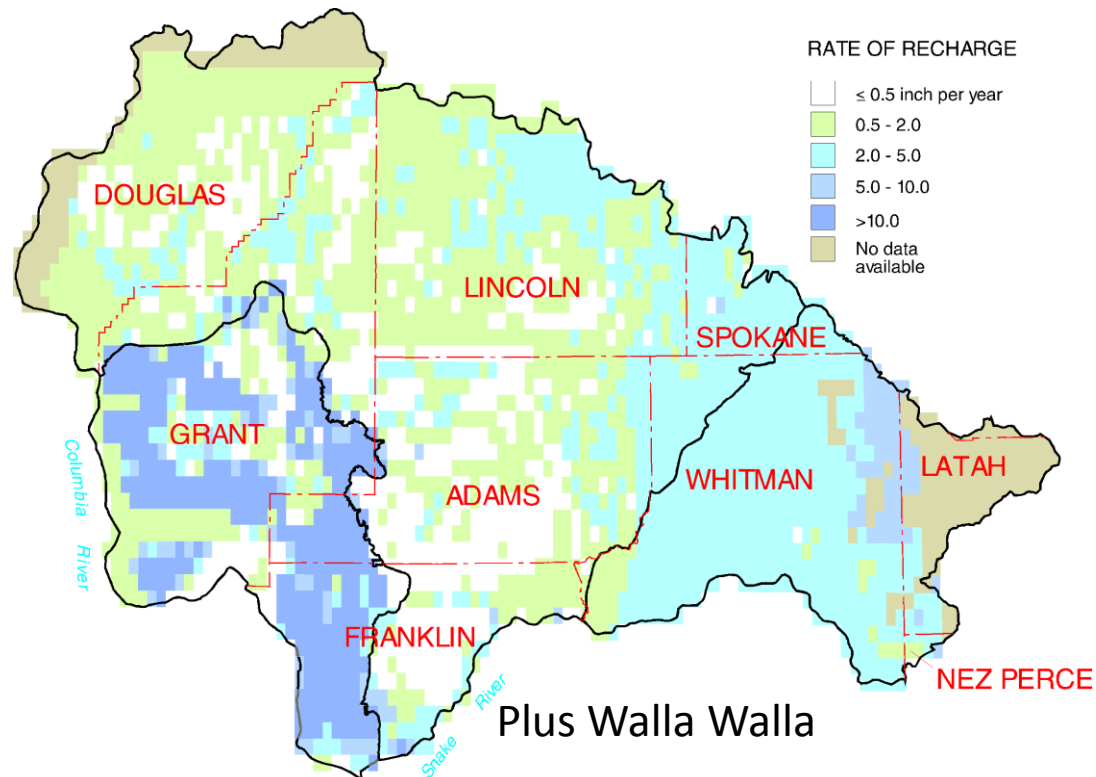 RATE OF RECHARGE
≤ 0.5 inch per year
0.5 - 2.0
2.0 - 5.0
5.0 - 10.0
>10.0
No data
available
DOUGLAS
LINCOLN
SPOKANE
GRANT
ADAMS
WHITMAN
LATAH
Columbia River
FRANKLIN
NEZ PERCE
Snake River
Plus Walla Walla